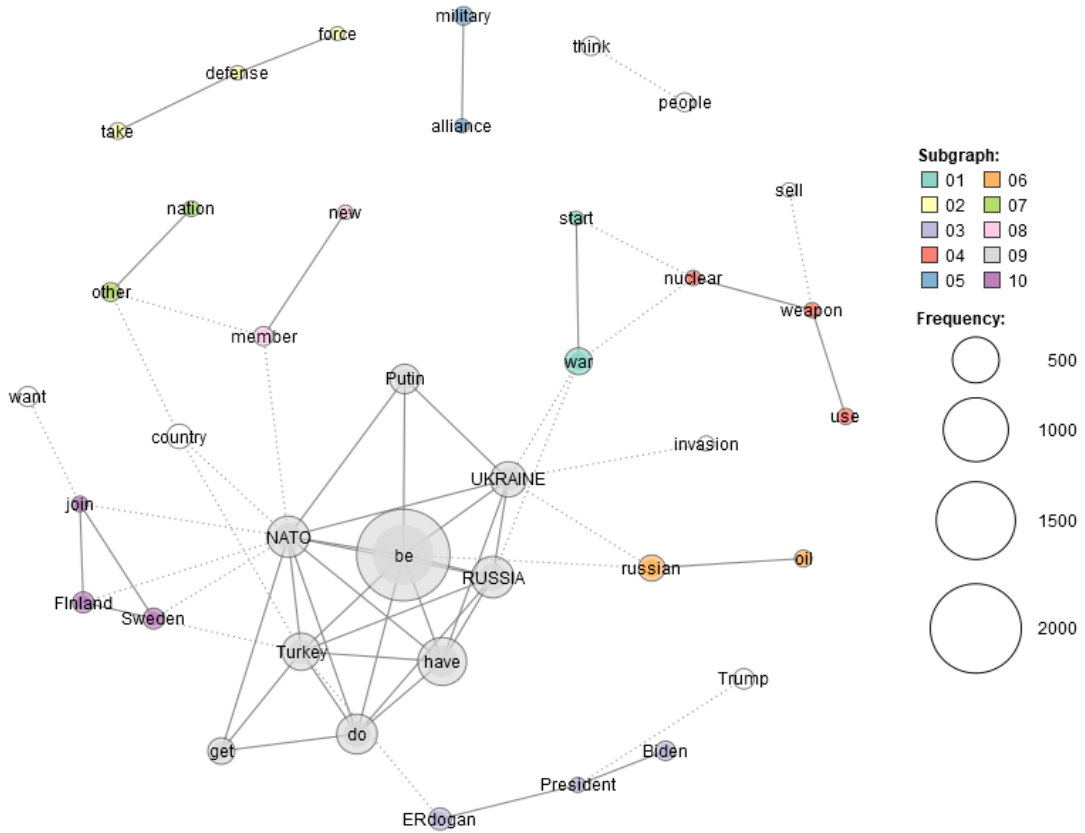 military
force
think
defense
people
alliance
take
Subgraph:
01 06
02 07
03 08
04 09
05 10
sell
nation
new
start
nuclear
other
weapon
Frequency:
member
500
war
Putin
want
use
1000
country
invasion
UKRAINE
join
1500
NATO
be
oil
russian
RUSSIA
FInland
Sweden
2000
Turkey
have
Trump
do
get
Biden
President
ERdogan